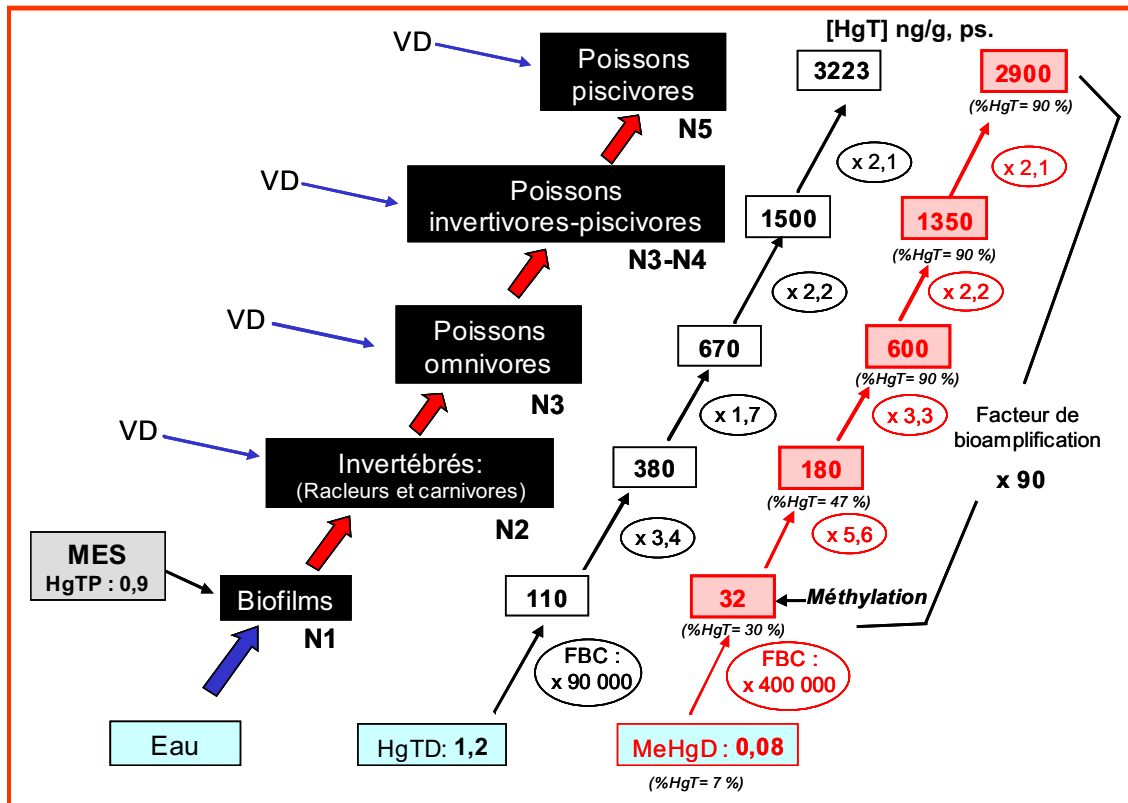 [HgT] ng/g, ps.
VD
Poissons
piscivores
N5
3223
2900
(%HgT= 90 %)
x 2,1
x 2,1
VD
Poissons
invertivores-piscivores
N3-N4
1500
1350
(%HgT= 90 %)
x 2,2
x 2,2
VD
Poissons
omnivores
N3
670
600
(%HgT= 90 %)
x 1,7
x 3,3
Facteur de
bioamplification
x 90
VD
Invertébrés:
(Racleurs et carnivores)
N2
380
180
(%HgT= 47 %)
x 3,4
x 5,6
MES
HgTP : 0,9
Biofilms
N1
110
32
Méthylation
(%HgT= 30 %)
FBC :
x 90 000
FBC :
x 400 000
Eau
HgTD: 1,2
MeHgD : 0,08
(%HgT= 7 %)